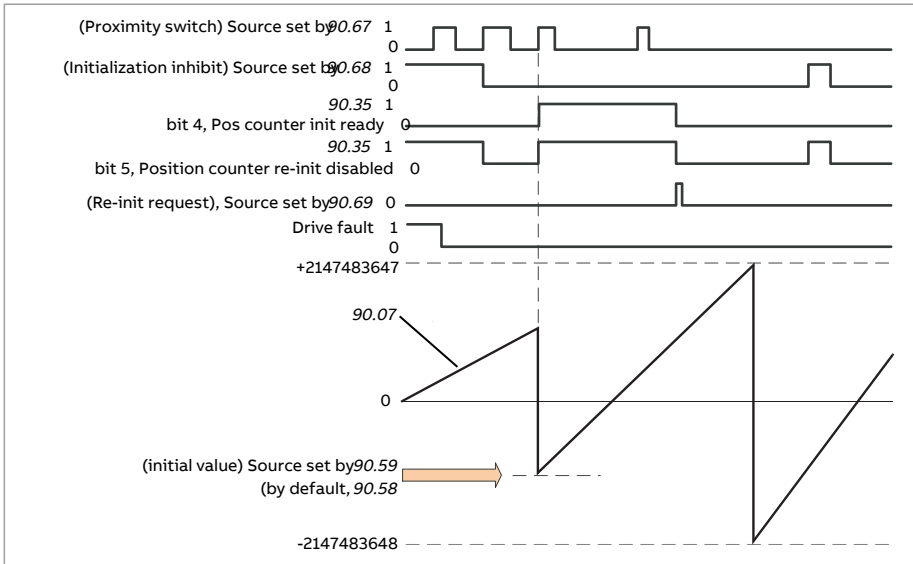 (Proximity switch) Source set by 90.67 1
0
(Initialization inhibit) Source set by 90.68 1
0
90.35 1
bit 4, Pos counter init ready 0
90.35 1
bit 5, Position counter re-init disabled 0
(Re-init request), Source set by 90.69 0
Drive fault 1
0
+2147483647
90.07
0
(initial value) Source set by 90.59
(by default, 90.58
-2147483648